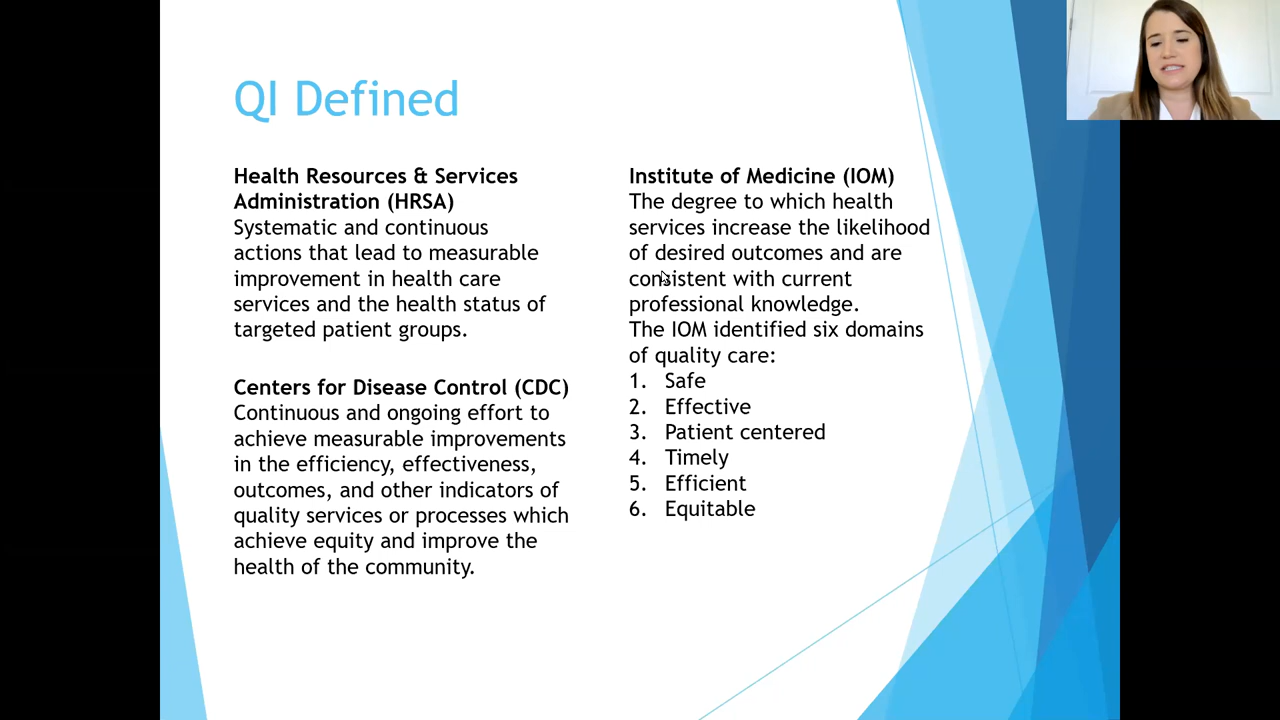 QI Defined
Health Resources & Services
Administration (HRSA)
Systematic and continuous
actions that lead to measurable
improvement in health care
services and the health status of
targeted patient groups.
Centers for Disease Control (CDC)
Continuous and ongoing effort to
achieve measurable improvements
in the efficiency, effectiveness,
outcomes, and other indicators of
quality services or processes which
achieve equity and improve the
health of the community.
Institute of Medicine (IOM)
The degree to which health
services increase the likelihood
of desired outcomes and are
consistent with current
professional knowledge.
The IOM identified six domains
of quality care:
1. Safe
2. Effective
3. Patient centered
4. Timely
5. Efficient
6. Equitable